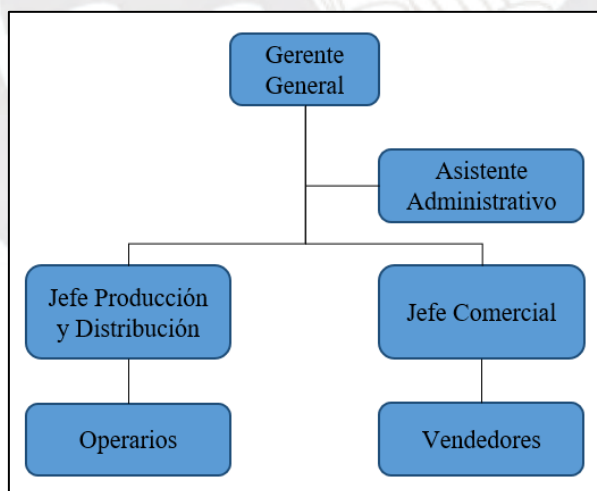 Gerente
General
Asistente
Administrativo
Jefe Producción
y Distribución
Jefe Comercial
Operarios
Vendedores